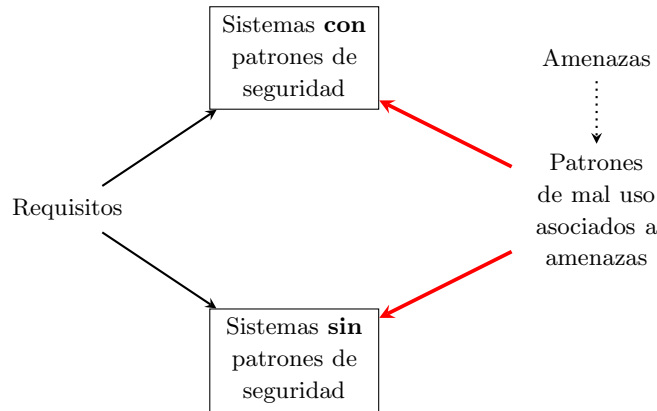 Sistemas con
patrones de
seguridad
Amenazas
Patrones
de mal uso
asociados a
amenazas
Requisitos
Sistemas sin
patrones de
seguridad